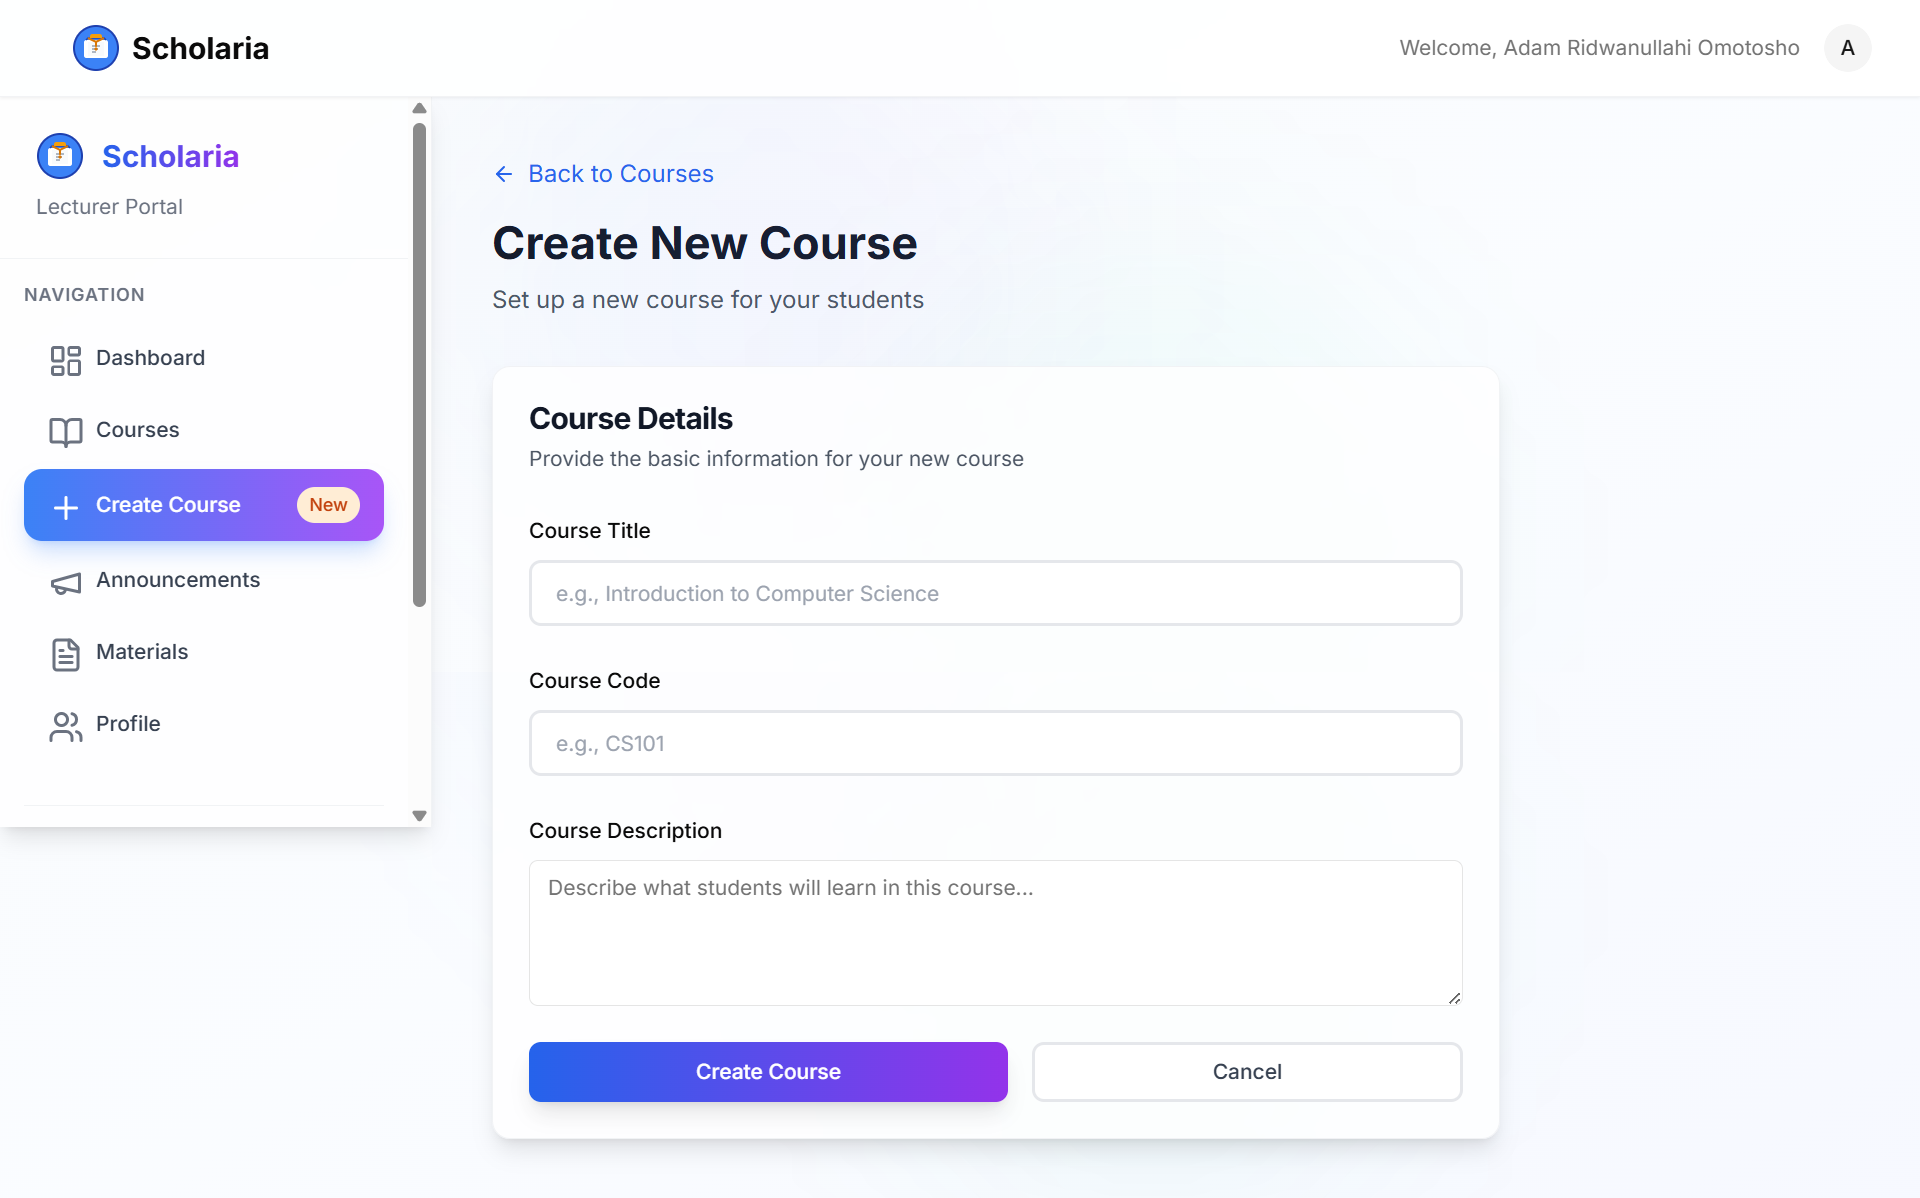 Scholaria
Welcome, Adam Ridwanullahi Omotosho
A
Scholaria
Lecturer Portal
NAVIGATION
Dashboard
Courses
Create Course
New
Announcements
Materials
Profile
Back to Courses
Create New Course
Set up a new course for your students
Course Details
Provide the basic information for your new course
Course Title
e.g., Introduction to Computer Science
Course Code
e.g., CS101
Course Description
Describe what students will learn in this course...
Create Course
Cancel